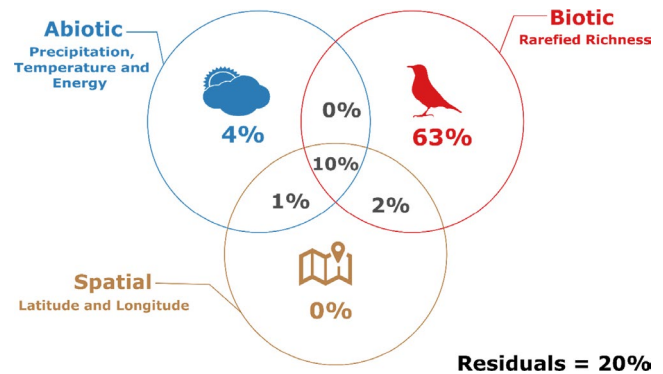 Abiotic
Precipitation,
Temperature and
Energy
Biotic
Rarefied Richness
0%
4%
63%
10%
1%
2%
Spatial
Latitude and Longitude
0%
Residuals = 20%